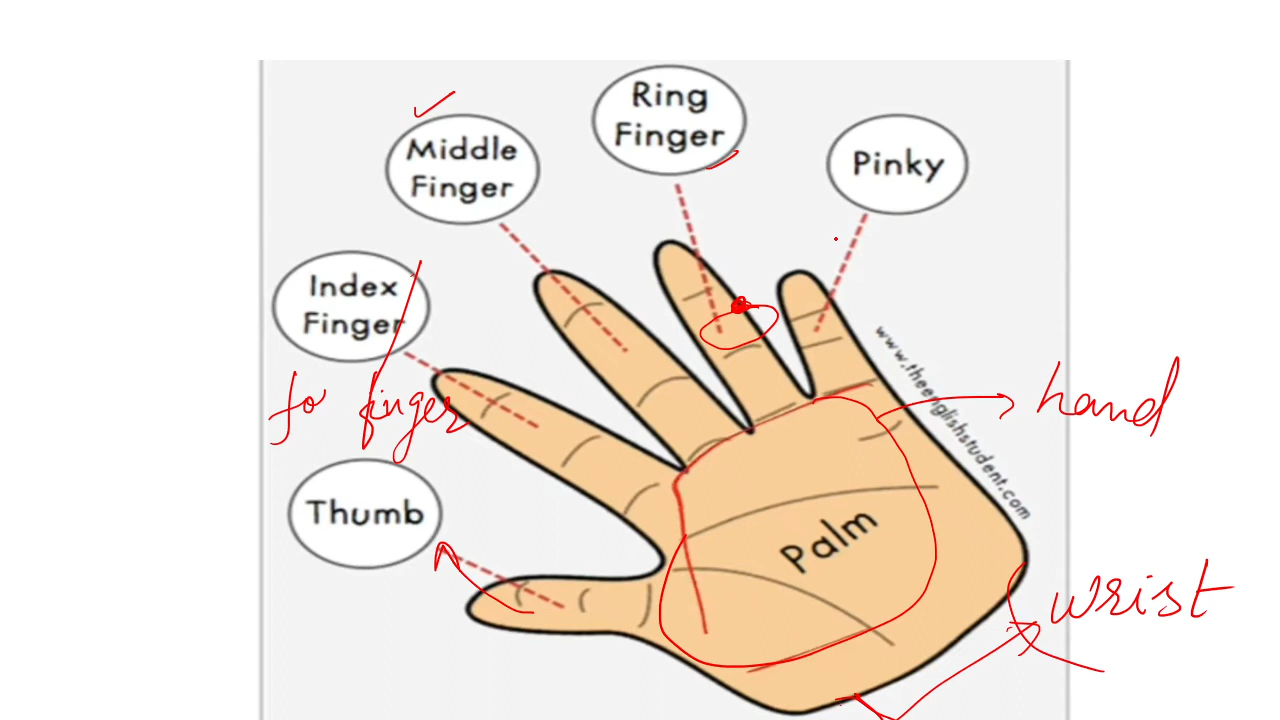 Ring
Finger
Middle
Finger
Pinky
Index
Finger
fo finger
hand
www.theenglishstudent.com
Thumb
Palm
wrist